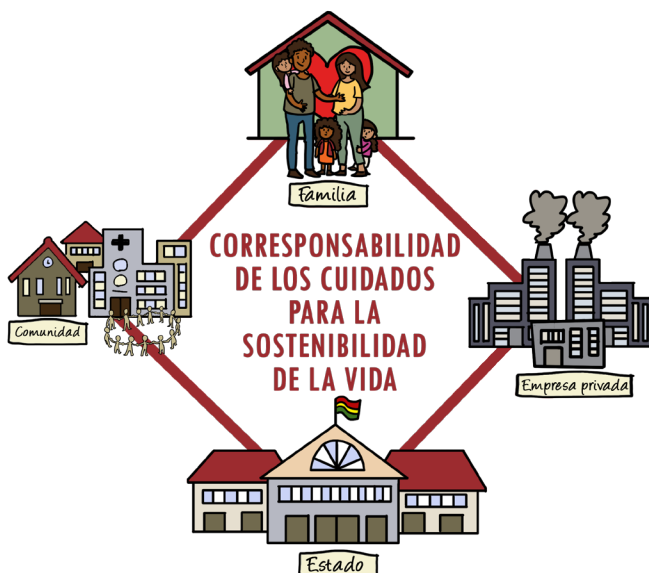 Familia
CORRESPONSABILIDAD
DE LOS CUIDADOS
PARA LA
SOSTENIBILIDAD
DE LA VIDA
Comunidad
Empresa privada
Estado